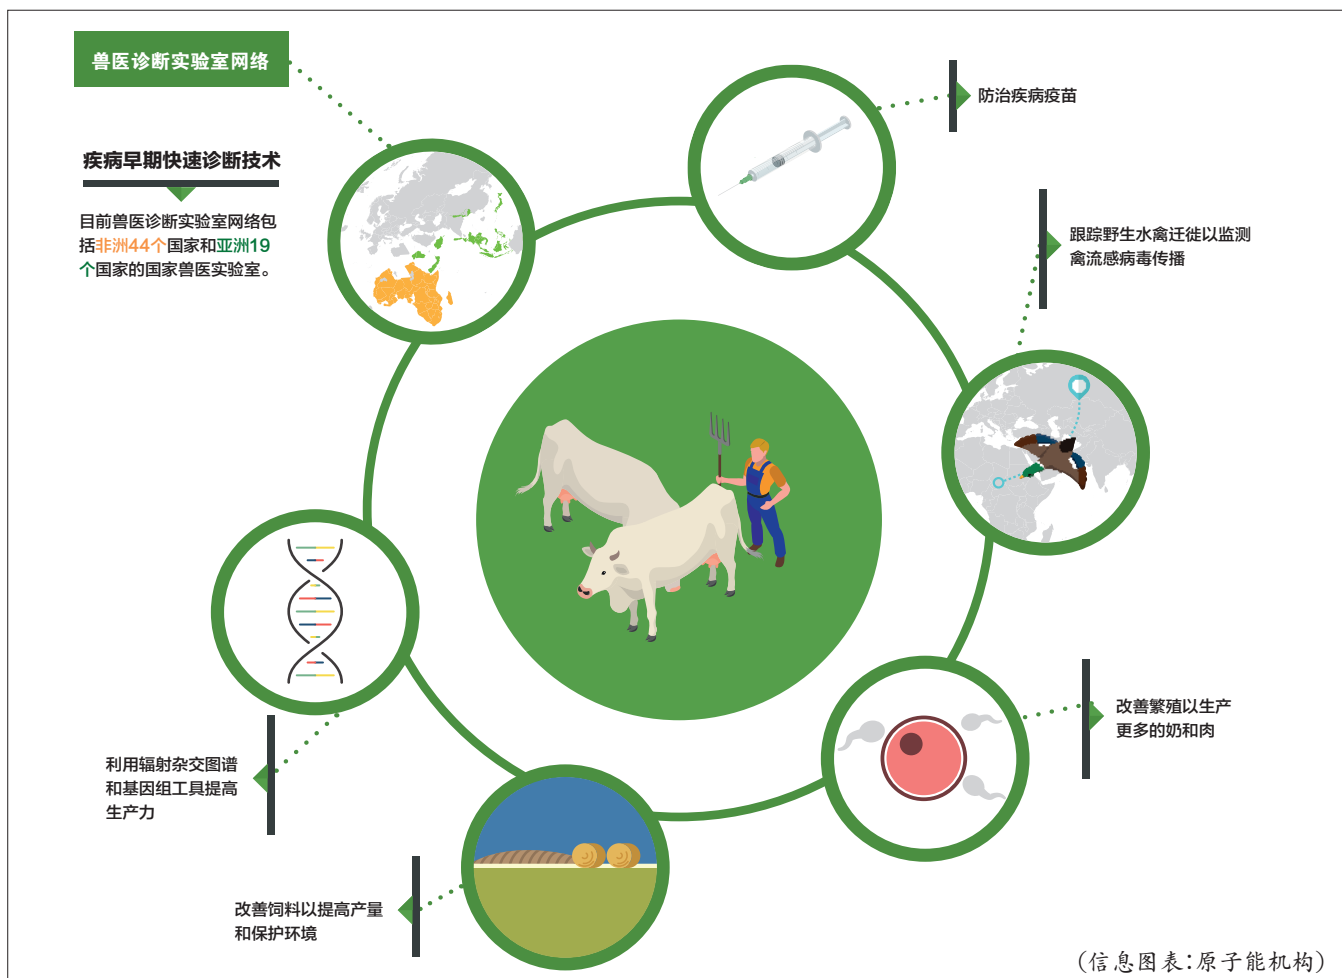 兽医诊断实验室网络
疾病早期快速诊断技术
目前兽医诊断实验室网络包
括非洲44个国家和亚洲19
个国家的国家兽医实验室。
防治疾病疫苗
跟踪野生水禽迁徙以监测
禽流感病毒传播
改善繁殖以生产
更多的奶和肉
改善饲料以提高产量
和保护环境
利用辐射杂交图谱
和基因组工具提高
生产力
(信息图表:原子能机构)